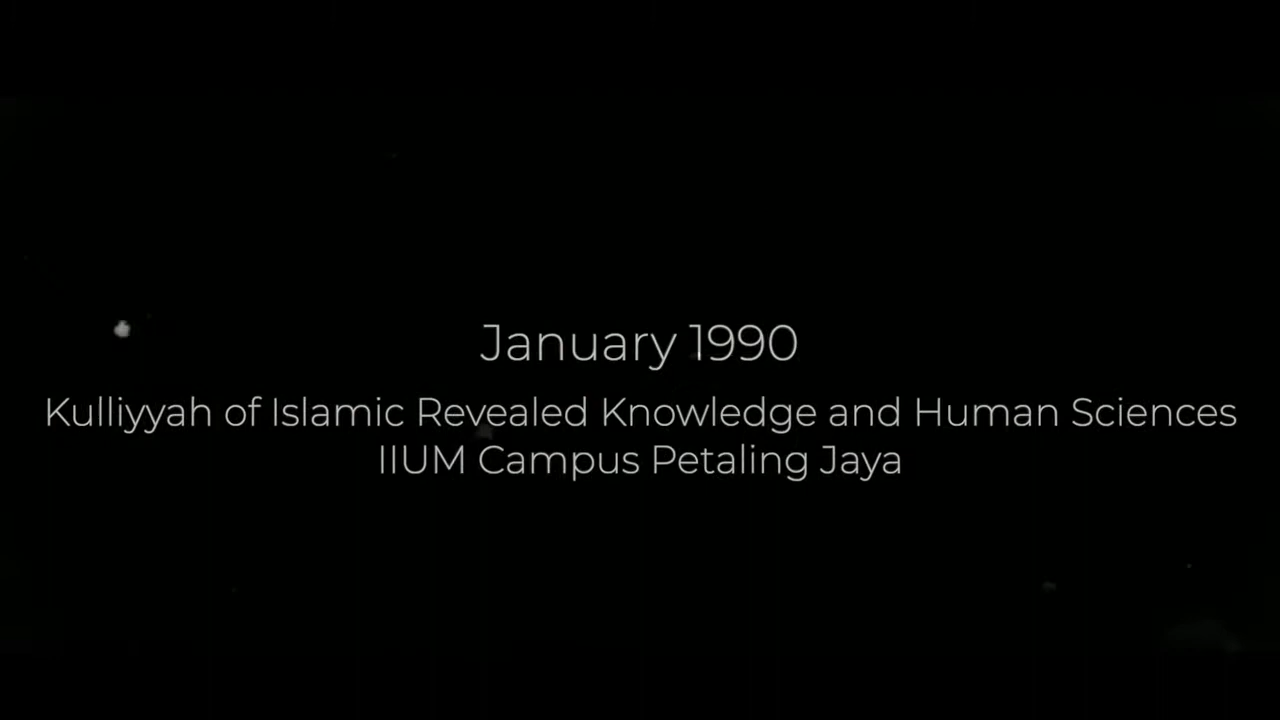 January 1990
Kulliyyah of Islamic Revealed Knowledge and Human Sciences
IIUM Campus Petaling Jaya